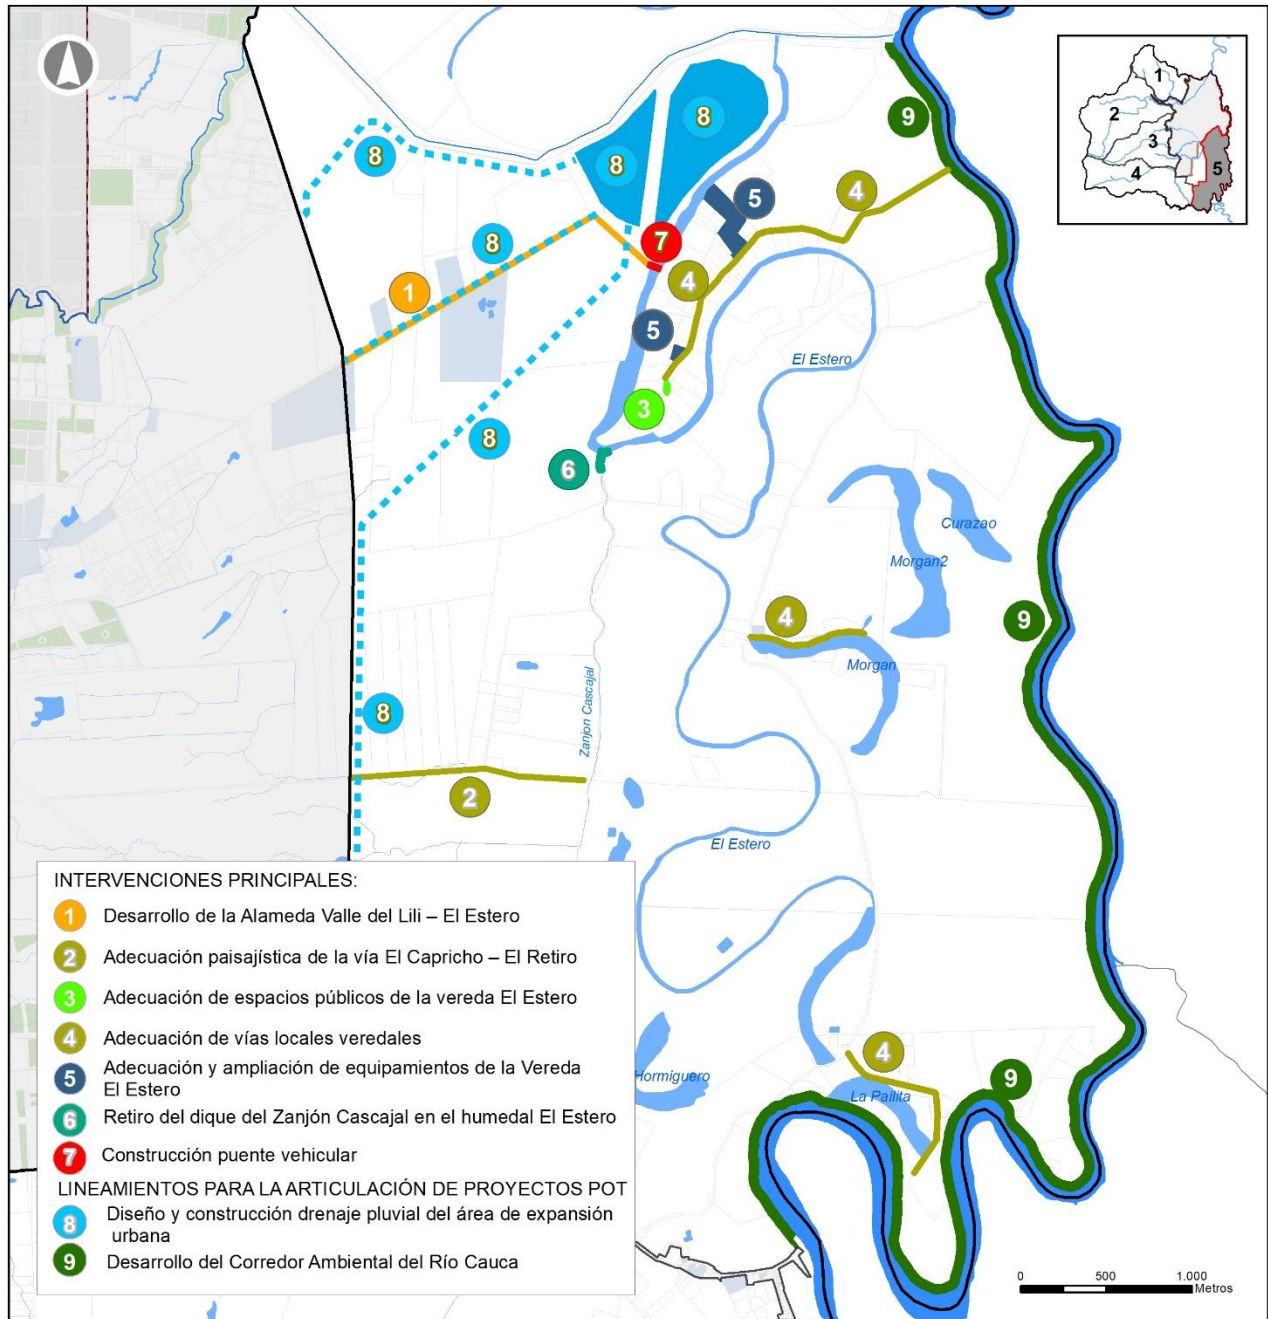 1
2
3
4
5
9
8
8
8
4
5
8
7
4
1
5
El Estero
3
8
6
Curazao
Morgan2
4
9
Morgan
Zanjon Cascajal
8
2
El Estero
INTERVENCIONES PRINCIPALES:
1 Desarrollo de la Alameda Valle del Lili – El Estero
2 Adecuación paisajística de la vía El Capricho – El Retiro
3 Adecuación de espacios públicos de la vereda El Estero
4 Adecuación de vías locales veredales
5 Adecuación y ampliación de equipamientos de la Vereda
El Estero
6 Retiro del dique del Zanjón Cascajal en el humedal El Estero
7 Construcción puente vehicular
LINEAMIENTOS PARA LA ARTICULACIÓN DE PROYECTOS POT
8 Diseño y construcción drenaje pluvial del área de expansión
urbana
9 Desarrollo del Corredor Ambiental del Río Cauca
4
Hormiguero
9
La Pailita
0 500 1.000
Metros